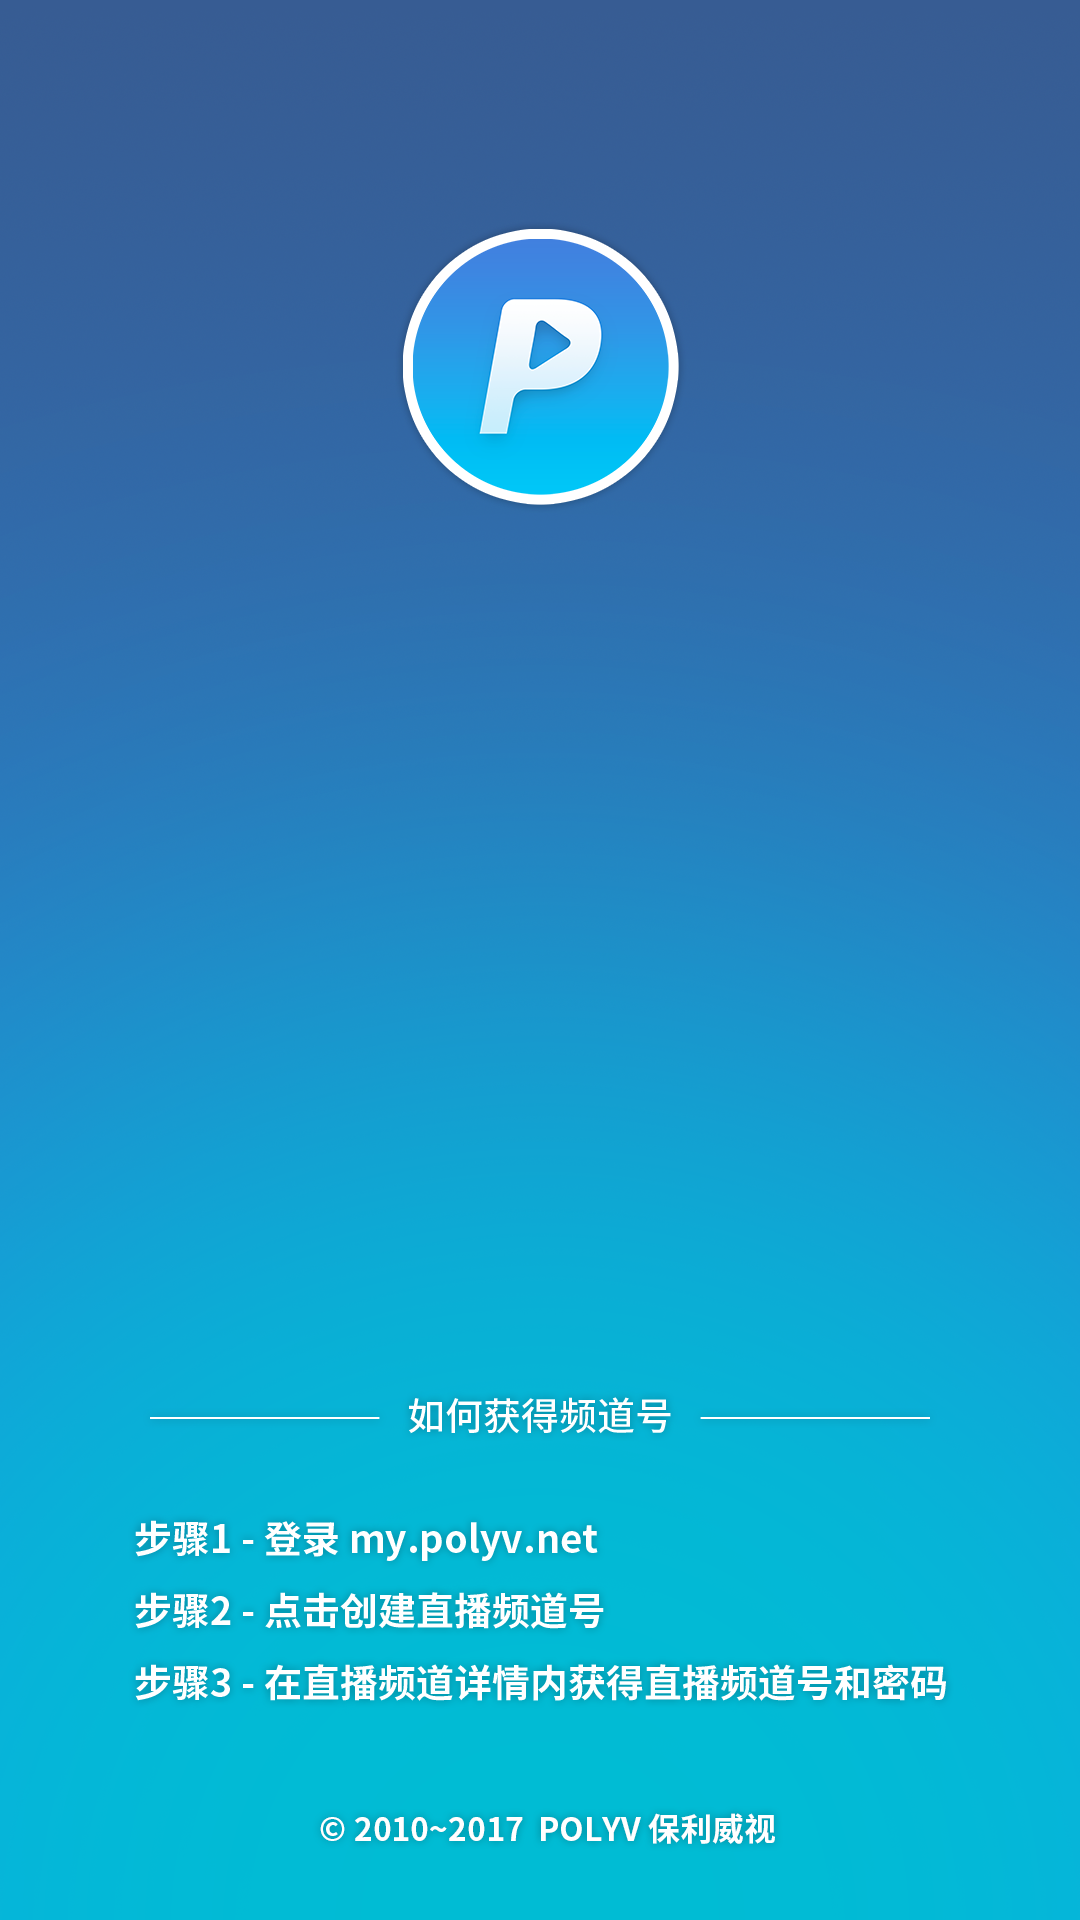 P
如何获得频道号
步骤1 - 登录 my.polyv.net
步骤2 - 点击创建直播频道号
步骤3 - 在直播频道详情内获得直播频道号和密码
© 2010~2017 POLYV 保利威视